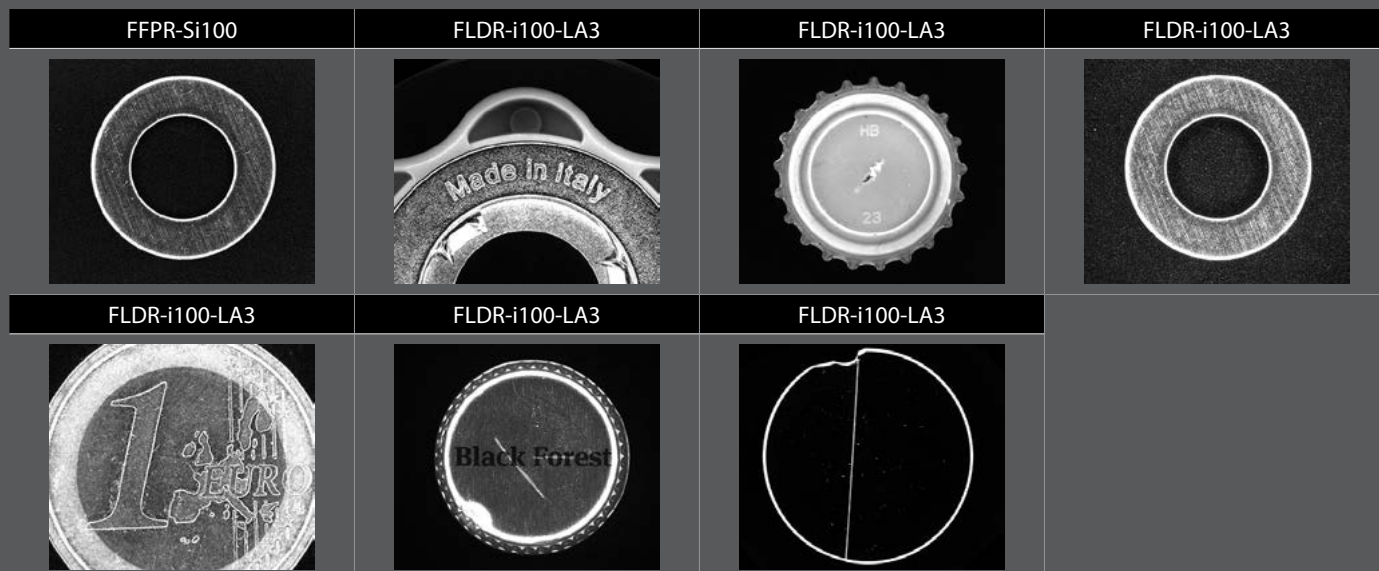 FFPR-Si100
FLDR-i100-LA3
FLDR-i100-LA3
FLDR-i100-LA3
Made in Italy
HB
23
FLDR-i100-LA3
FLDR-i100-LA3
FLDR-i100-LA3
1
EURO
Black Forest